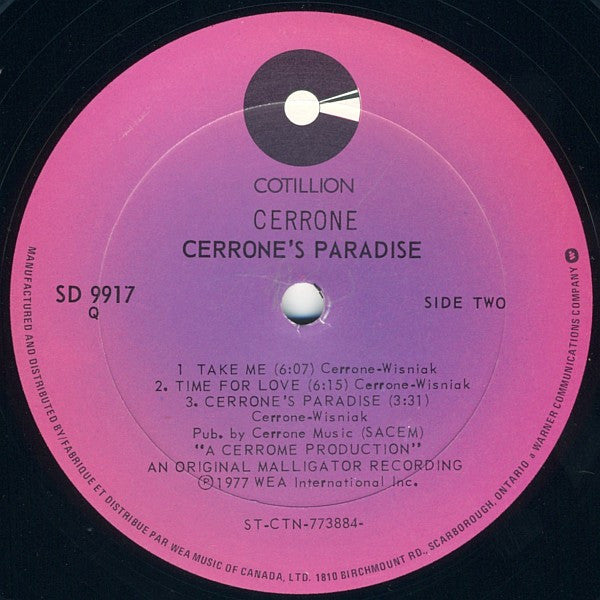 COTILLION
CERRONE
CERRONE'S PARADISE
SD 9917
Q
SIDE TWO
1 TAKE ME (6:07) Cerrone-Wisniak
2. TIME FOR LOVE (6:15) Cerrone-Wisniak
3. CERRONE'S PARADISE (3:31)
Cerrone-Wisniak
Pub. by Cerrone Music (SACEM)
"A CERROME PRODUCTION"
AN ORIGINAL MALLIGATOR RECORDING
℗1977 WEA International Inc.
ST-CTN-773884-
MANUFACTURED AND DISTRIBUTED BY/FABRIQUE ET DISTRIBUE PAR WEA MUSIC OF CANADA, LTD. 1810 BIRCHMOUNT RD., SCARBOROUGH, ONTARIO a WARNER COMMUNICATIONS COMPANY